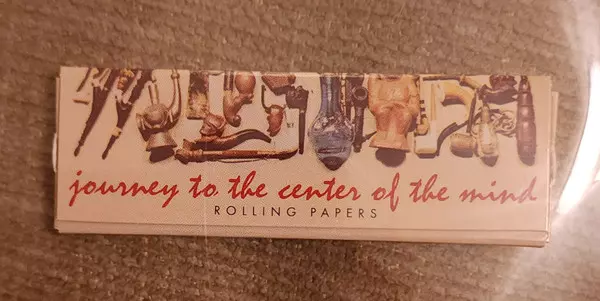 journey to the center of the mind
ROLLING PAPERS